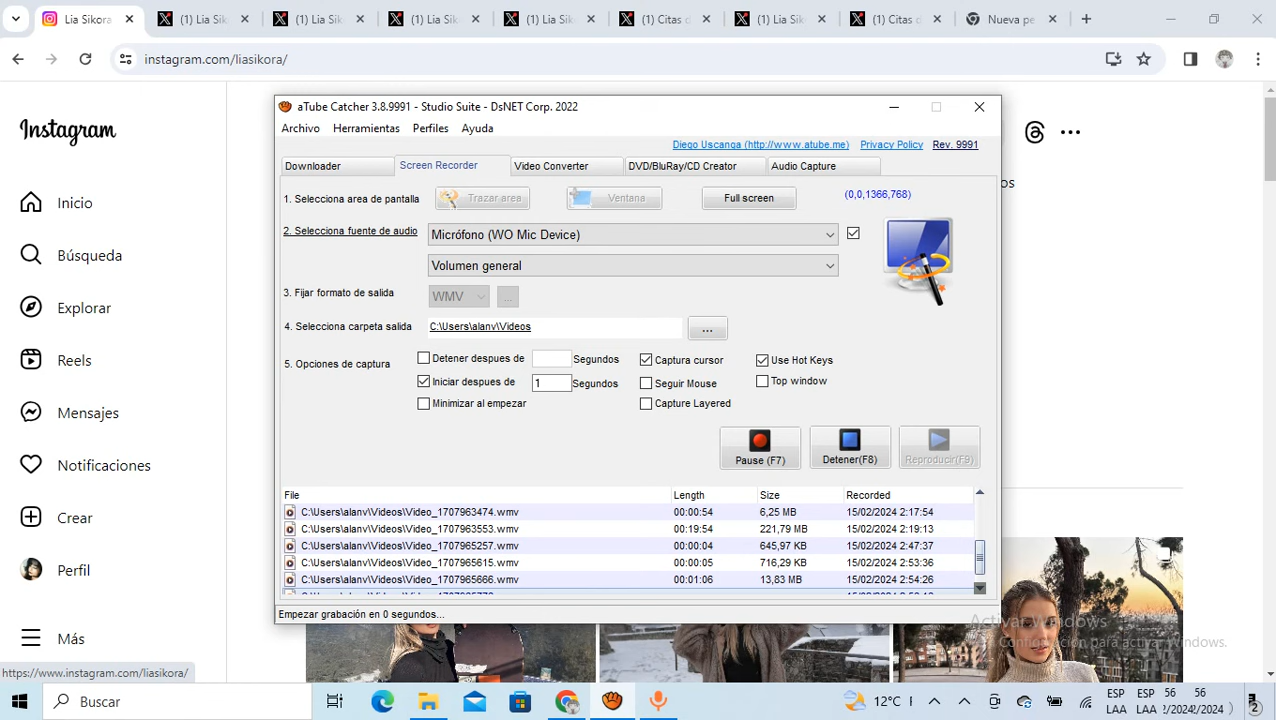 Lia Sikora
(1) Lia Sik
(1) Lia Sik
(1) Lia Sik
(1) Lia Sik
(1) Citas d
(1) Lia Sik
(1) Citas d
Nueva pe
instagram.com/liasikora/
Instagram
Inicio
Búsqueda
Explorar
Reels
Mensajes
Notificaciones
Crear
Perfil
Más
https://www.instagram.com/liasikora/
aTube Catcher 3.8.9991 - Studio Suite - DsNET Corp. 2022
Archivo Herramientas Perfiles Ayuda
Diego Uscanga (http://www.atube.me) Privacy Policy Rev. 9991
Downloader Screen Recorder Video Converter DVD/BluRay/CD Creator Audio Capture
1. Selecciona area de pantalla Trazar area Ventana Full screen (0,0,1366,768)
2. Selecciona fuente de audio Micrófono (WO Mic Device)
Volumen general
3. Fijar formato de salida WMV ...
4. Selecciona carpeta salida C:\Users\alanv\Videos ...
5. Opciones de captura
Detener despues de Segundos Captura cursor Use Hot Keys
Iniciar despues de 1 Segundos Seguir Mouse Top window
Minimizar al empezar Capture Layered
Pause (F7) Detener(F8) Reproducir(F9)
File Length Size Recorded
C:\Users\alanv\Videos\Video_1707963474.wmv 00:00:54 6,25 MB 15/02/2024 2:17:54
C:\Users\alanv\Videos\Video_1707963553.wmv 00:19:54 221,79 MB 15/02/2024 2:19:13
C:\Users\alanv\Videos\Video_1707965257.wmv 00:00:04 645,97 KB 15/02/2024 2:47:37
C:\Users\alanv\Videos\Video_1707965615.wmv 00:00:05 716,29 KB 15/02/2024 2:53:36
C:\Users\alanv\Videos\Video_1707965666.wmv 00:01:06 13,83 MB 15/02/2024 2:54:26
Empezar grabación en 0 segundos...
os
Activar Windows
Configuración para activar Windows.
Buscar
12°C
ESP ESP 56 56
LAA LAA
2